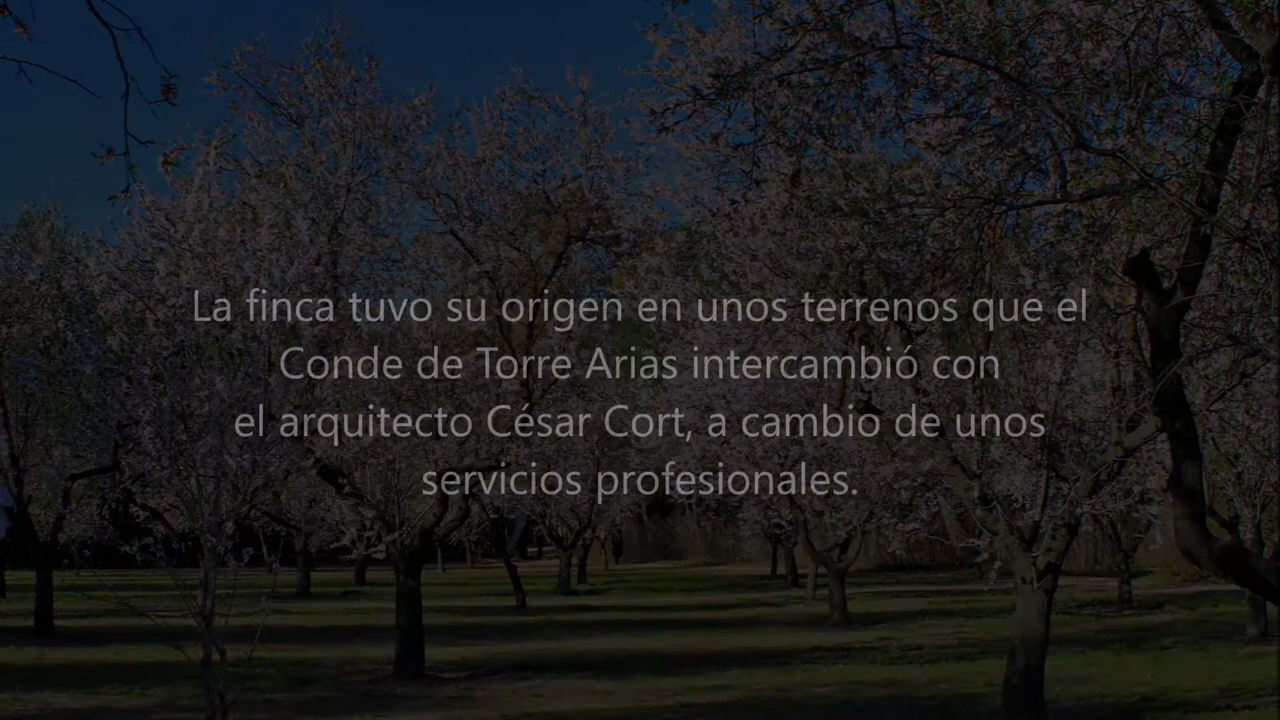 La finca tuvo su origen en unos terrenos que el
Conde de Torre Arias intercambió con
el arquitecto César Cort, a cambio de unos
servicios profesionales.